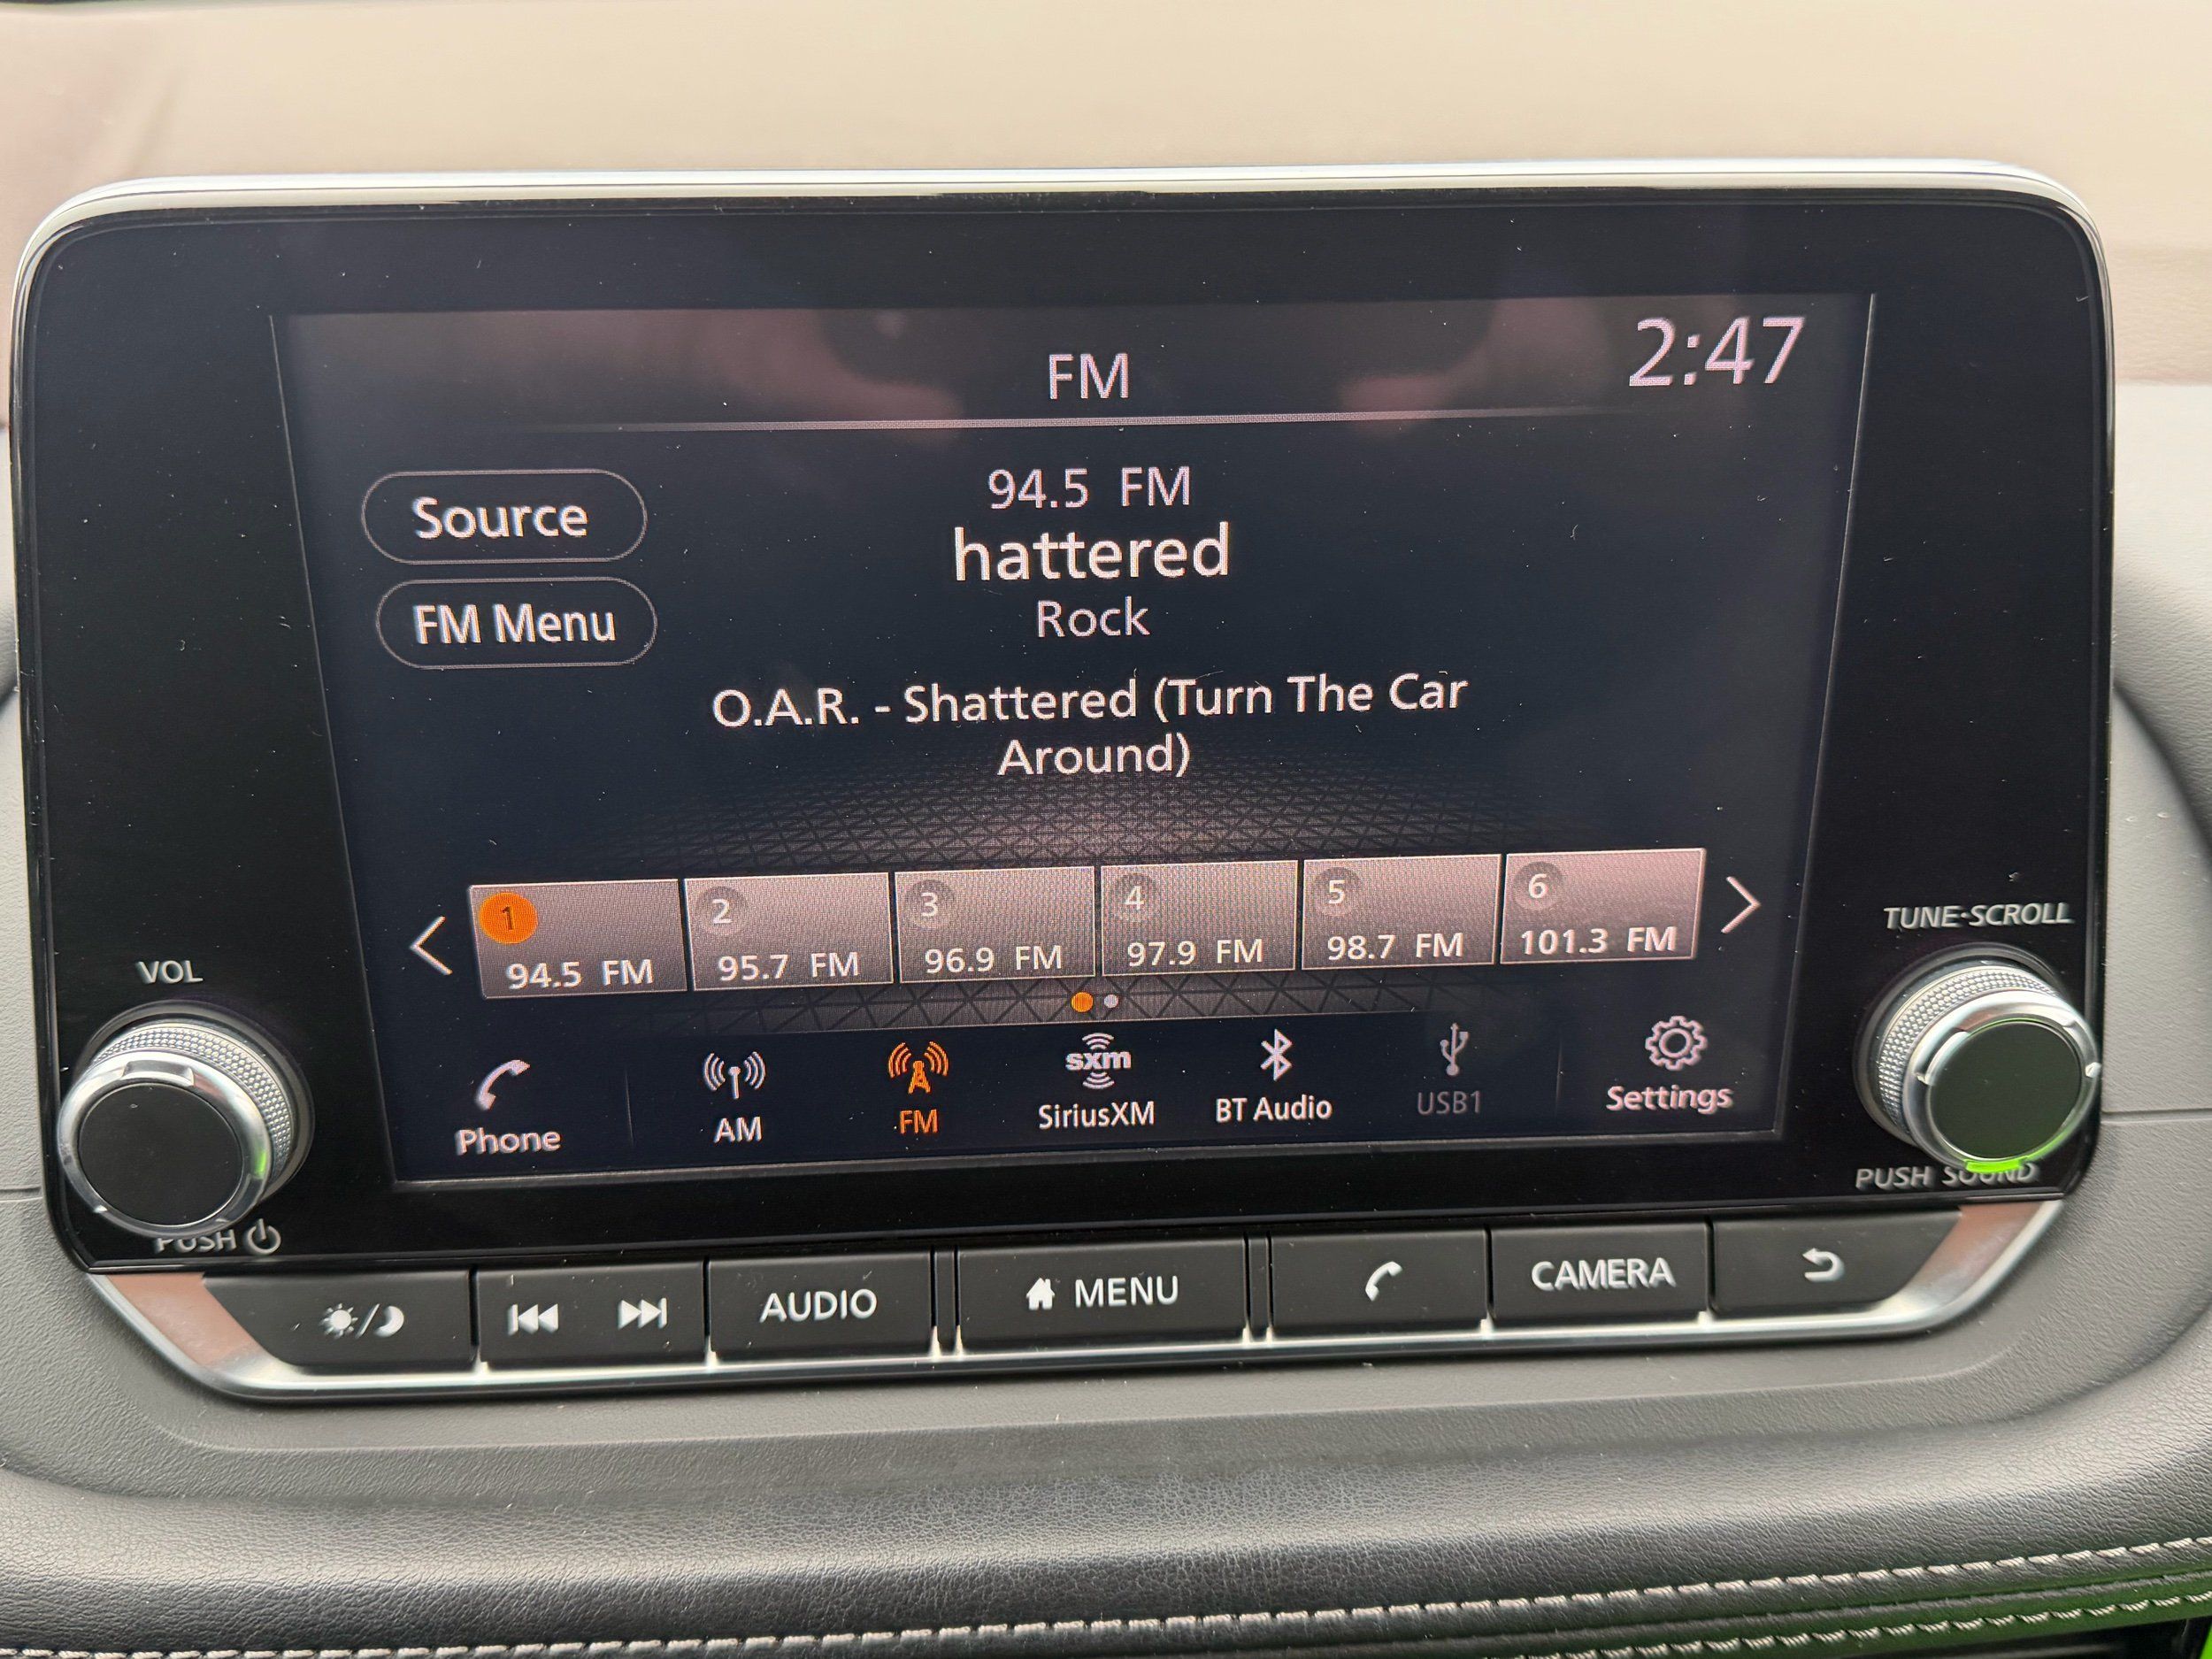 FM
2:47
Source
94.5 FM
hattered
FM Menu
Rock
O.A.R. - Shattered (Turn The Car
Around)
1
94.5 FM
2
95.7 FM
3
96.9 FM
4
97.9 FM
5
98.7 FM
6
101.3 FM
VOL
TUNE·SCROLL
Phone
AM
FM
sxm
SiriusXM
BT Audio
USB1
Settings
PUSH
PUSH SOUND
AUDIO
MENU
CAMERA